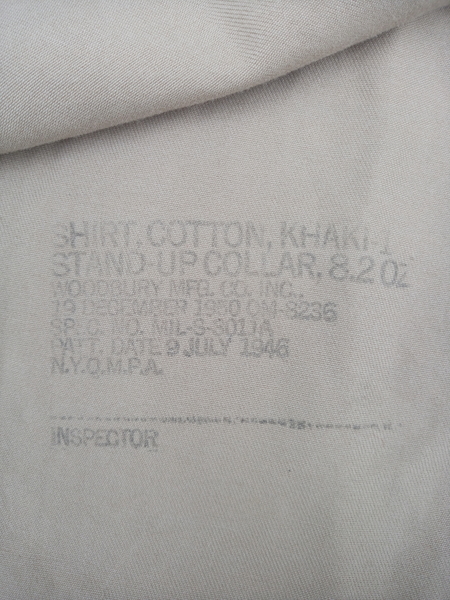 SHIRT, COTTON, KHAKI-1
STAND-UP COLLAR, 8.2 OZ
WOODBURY MFG. CO. INC.,
19 DECEMBER 1950 QM-8236
SPEC. NO. MIL-S-3011A
PATT. DATE 9 JULY 1946
N.Y.Q.M.P.A.
INSPECTOR